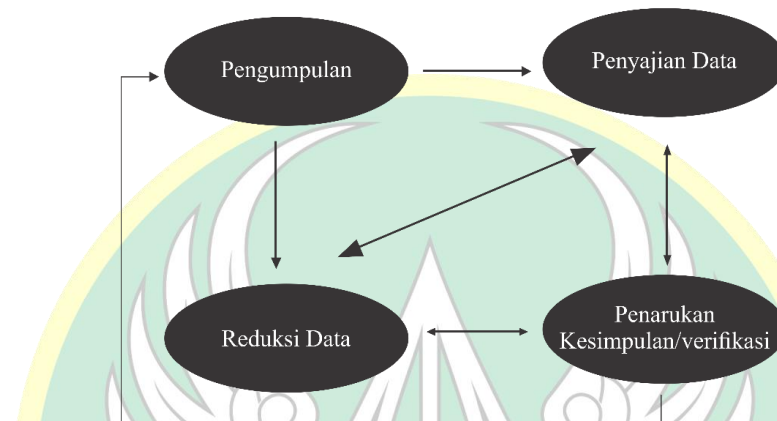 Pengumpulan
Penyajian Data
Reduksi Data
Penarukan
Kesimpulan/verifikasi